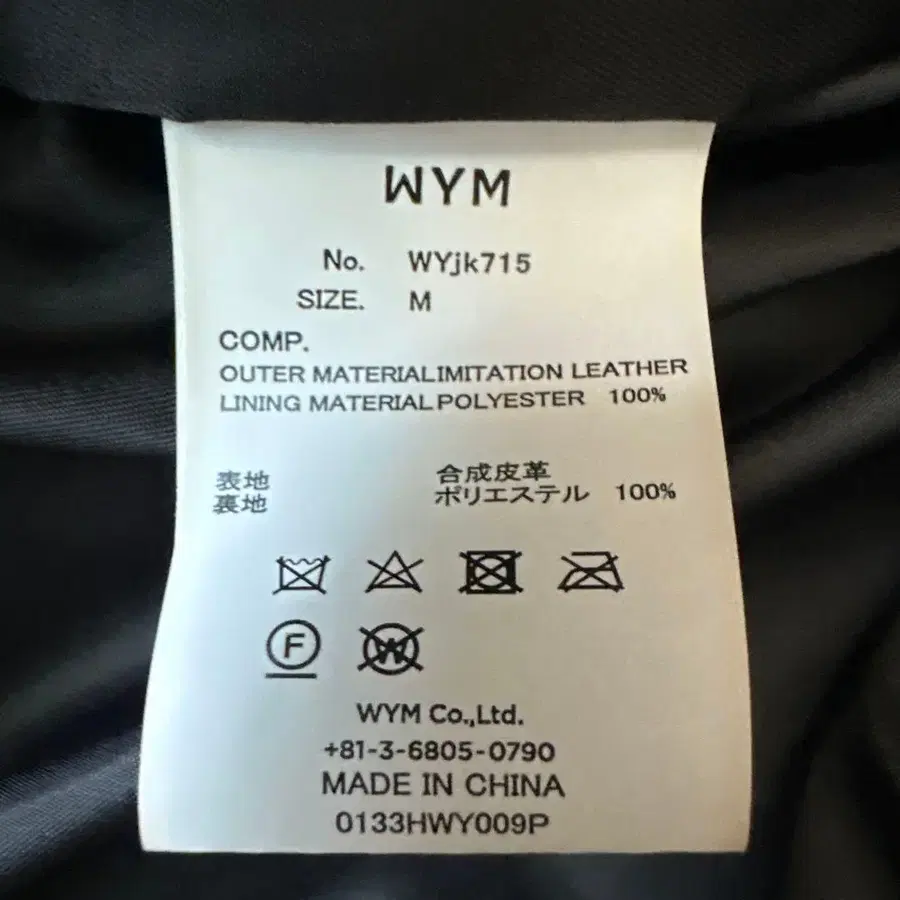 WYM
No. WYjk715
SIZE. M
COMP.
OUTER MATERIALIMITATION LEATHER
LINING MATERIALPOLYESTER 100%
表地 合成皮革
裏地 ポリエステル 100%
F W
WYM Co.,Ltd.
+81-3-6805-0790
MADE IN CHINA
0133HWY009P